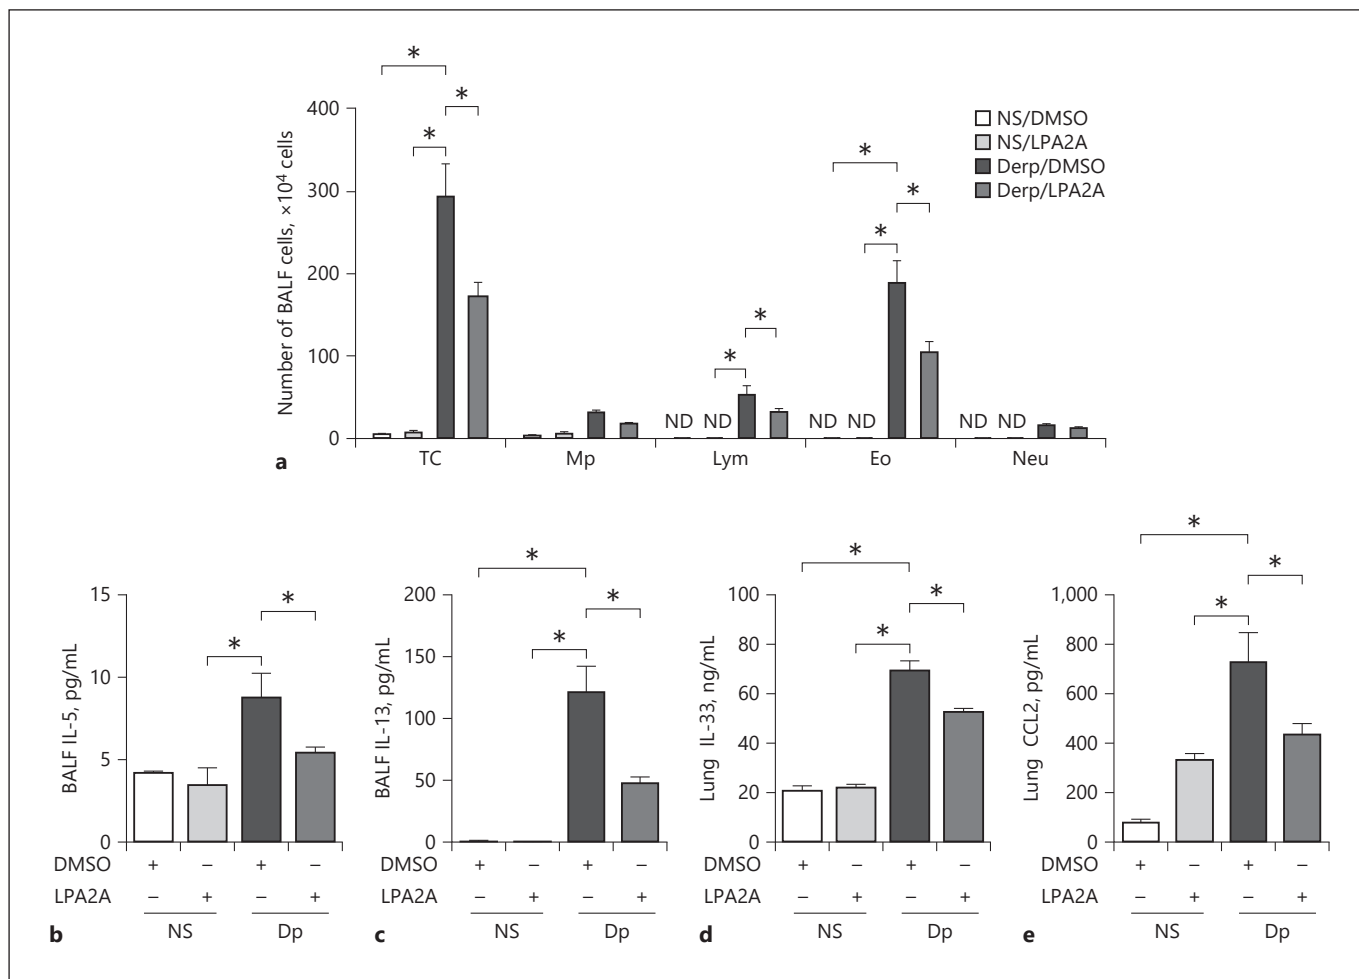 *
*
*
400
300
200
100
0
Number of BALF cells, ×10⁴ cells
NS/DMSO
NS/LPA2A
Derp/DMSO
Derp/LPA2A
*
*
*
*
*
ND ND
ND ND
ND ND
TC Mp Lym Eo Neu
a
*
*
15
10
5
0
BALF IL-5, pg/mL
DMSO + – + –
LPA2A – + – +
NS Dp
b
*
*
*
200
150
100
50
0
BALF IL-13, pg/mL
DMSO + – + –
LPA2A – + – +
NS Dp
c
*
*
*
100
80
60
40
20
0
Lung IL-33, ng/mL
DMSO + – + –
LPA2A – + – +
NS Dp
d
*
*
*
1,000
800
600
400
200
0
Lung CCL2, pg/mL
DMSO + – + –
LPA2A – + – +
NS Dp
e